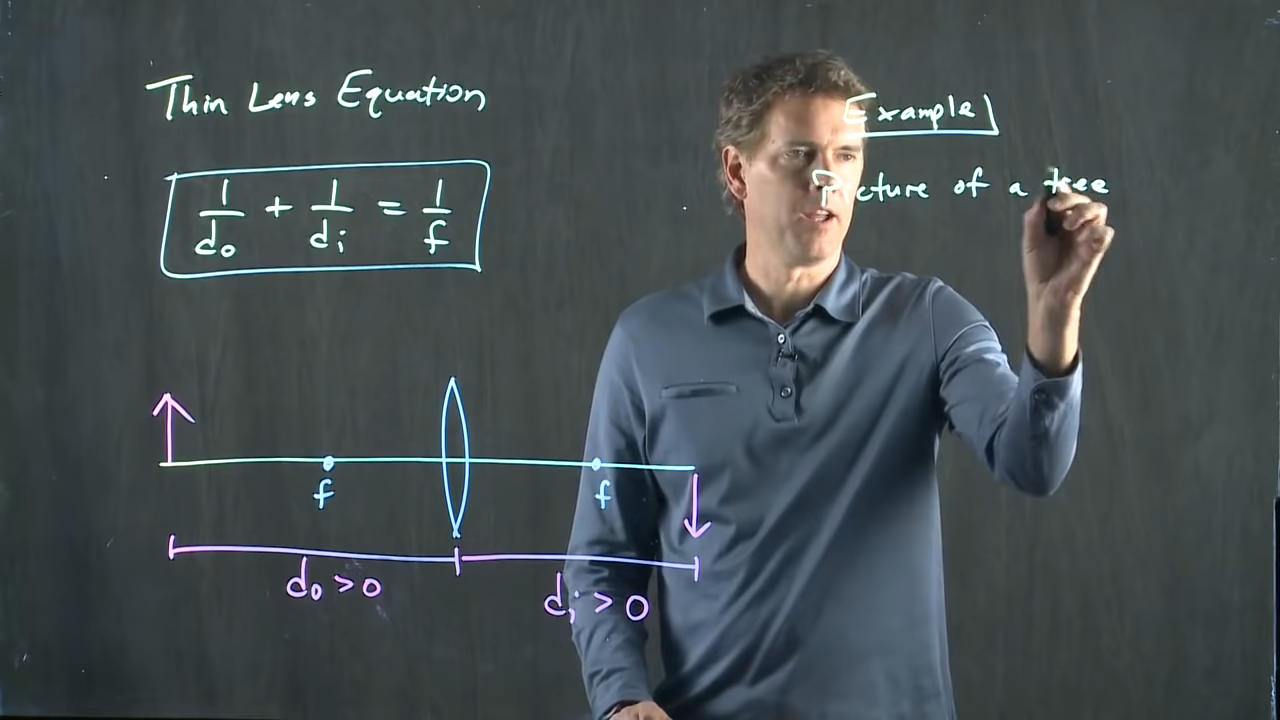 Thin Lens Equation
1/do + 1/di = 1/f
f
f
do > 0
di > 0
Example
Picture of a tree